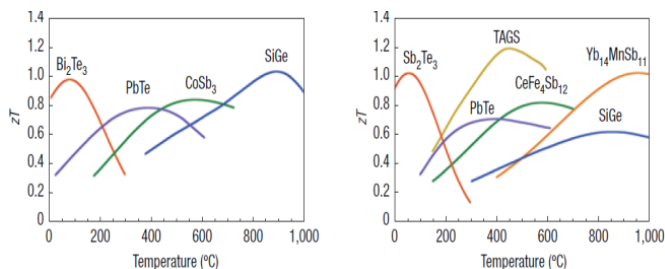 1.4
1.2
1.0
0.8
0.6
0.4
0.2
0
zT
Bi₂Te₃
PbTe
CoSb₃
SiGe
0 200 400 600 800 1,000
Temperature (ºC)
1.4
1.2
1.0
0.8
0.6
0.4
0.2
0
zT
Sb₂Te₃
TAGS
Yb₁₄MnSb₁₁
CeFe₄Sb₁₂
PbTe
SiGe
0 200 400 600 800 1,000
Temperature (ºC)